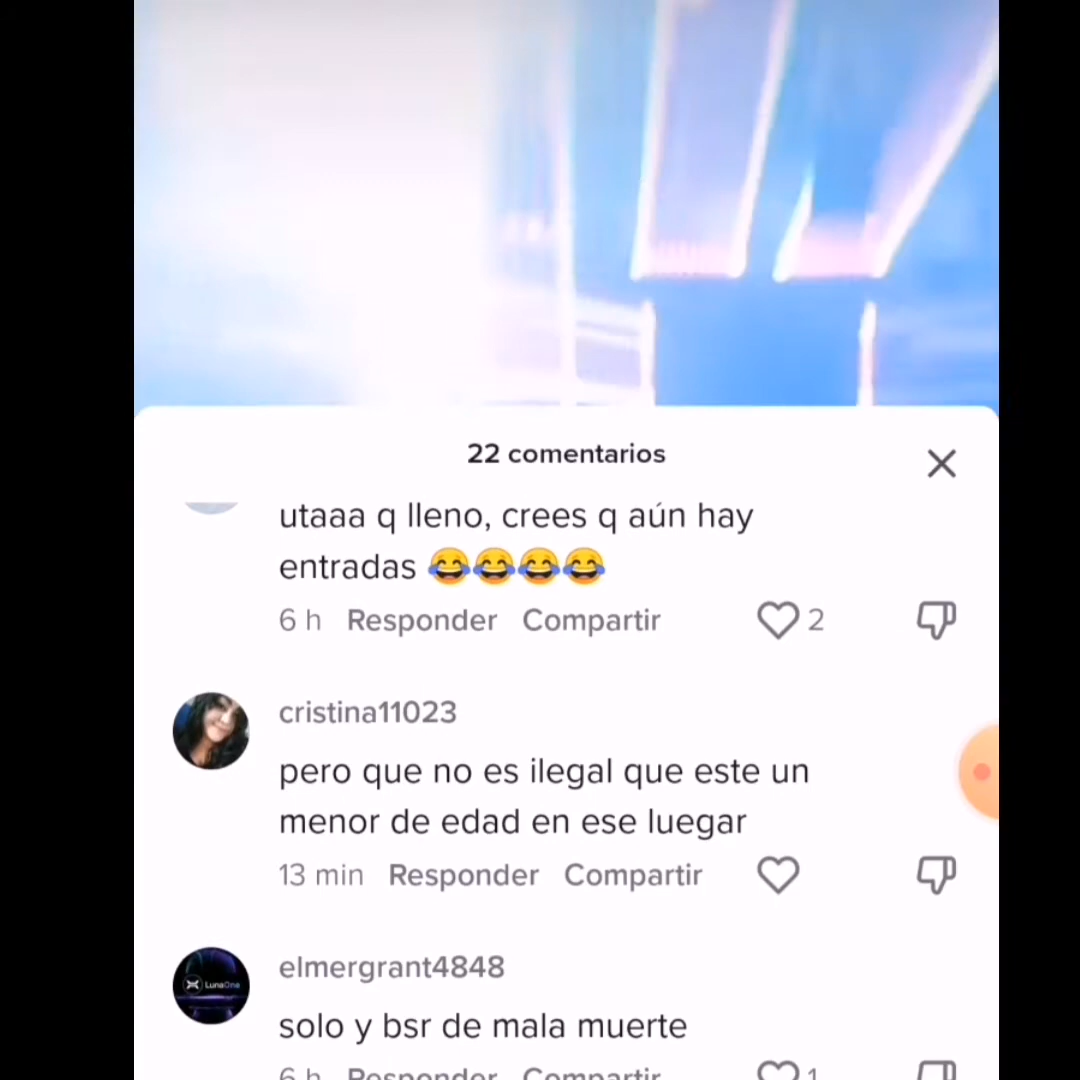 22 comentarios
utaaa q lleno, crees q aún hay
entradas 😂😂😂😂
6 h Responder Compartir 2
cristina11023
pero que no es ilegal que este un
menor de edad en ese luegar
13 min Responder Compartir
LunaOne
elmergrant4848
solo y bsr de mala muerte
6 h Responder Compartir 1